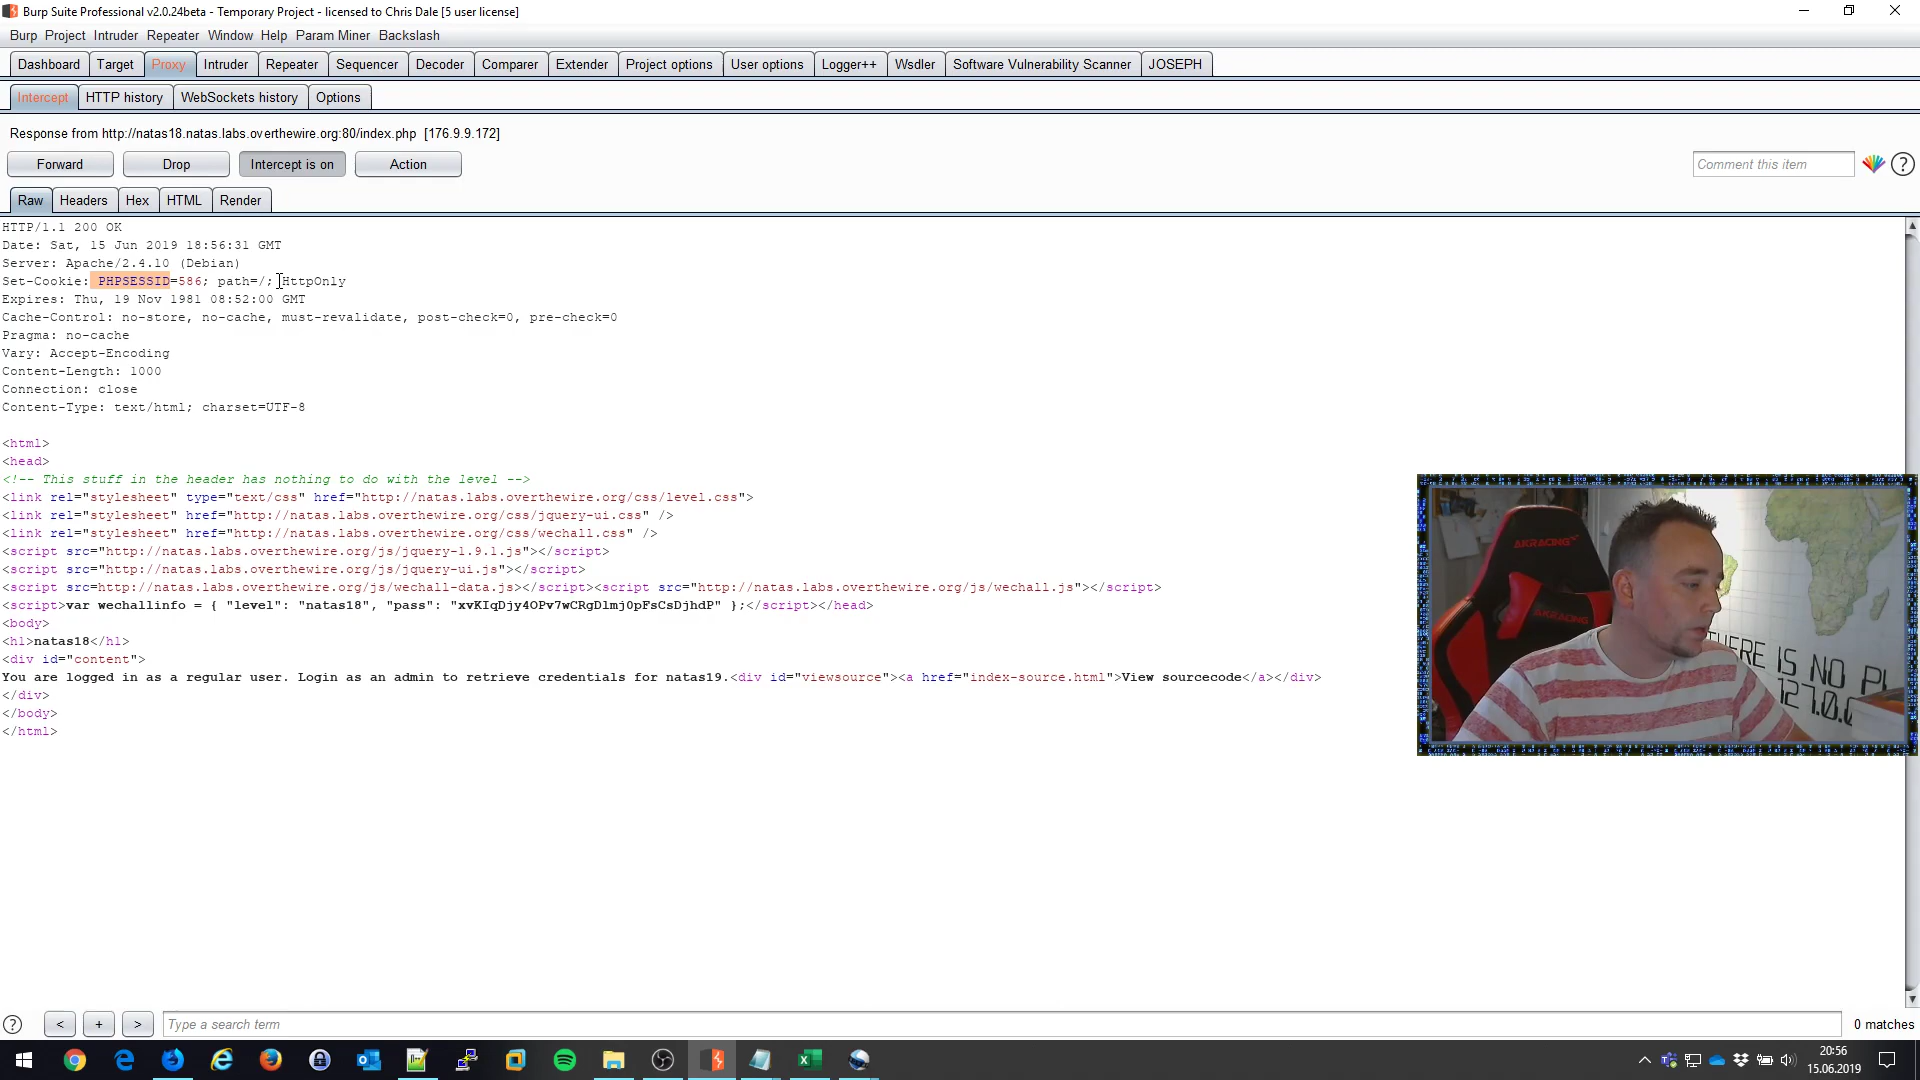 Burp Suite Professional v2.0.24beta - Temporary Project - licensed to Chris Dale [5 user license]
Burp Project Intruder Repeater Window Help Param Miner Backslash
Dashboard Target Proxy Intruder Repeater Sequencer Decoder Comparer Extender Project options User options Logger++ Wsdler Software Vulnerability Scanner JOSEPH
Intercept HTTP history WebSockets history Options
Response from http://natas18.natas.labs.overthewire.org:80/index.php [176.9.9.172]
Forward Drop Intercept is on Action Comment this item ?
Raw Headers Hex HTML Render
HTTP/1.1 200 OK
Date: Sat, 15 Jun 2019 18:56:31 GMT
Server: Apache/2.4.10 (Debian)
Set-Cookie: PHPSESSID=586; path=/; HttpOnly
Expires: Thu, 19 Nov 1981 08:52:00 GMT
Cache-Control: no-store, no-cache, must-revalidate, post-check=0, pre-check=0
Pragma: no-cache
Vary: Accept-Encoding
Content-Length: 1000
Connection: close
Content-Type: text/html; charset=UTF-8
<html>
<head>
<!-- This stuff in the header has nothing to do with the level -->
<link rel="stylesheet" type="text/css" href="http://natas.labs.overthewire.org/css/level.css">
<link rel="stylesheet" href="http://natas.labs.overthewire.org/css/jquery-ui.css" />
<link rel="stylesheet" href="http://natas.labs.overthewire.org/css/wechall.css" />
<script src="http://natas.labs.overthewire.org/js/jquery-1.9.1.js"></script>
<script src="http://natas.labs.overthewire.org/js/jquery-ui.js"></script>
<script src=http://natas.labs.overthewire.org/js/wechall-data.js></script><script src="http://natas.labs.overthewire.org/js/wechall.js"></script>
<script>var wechallinfo = { "level": "natas18", "pass": "xvKIqDjy4OPv7wCRgDlmj0pFsCsDjhdP" };</script></head>
<body>
<h1>natas18</h1>
<div id="content">
You are logged in as a regular user. Login as an admin to retrieve credentials for natas19.<div id="viewsource"><a href="index-source.html">View sourcecode</a></div>
</div>
</body>
</html>
AKRACING
THERE IS NO PL
127.0.0
? < + > Type a search term 0 matches
20:56
15.06.2019